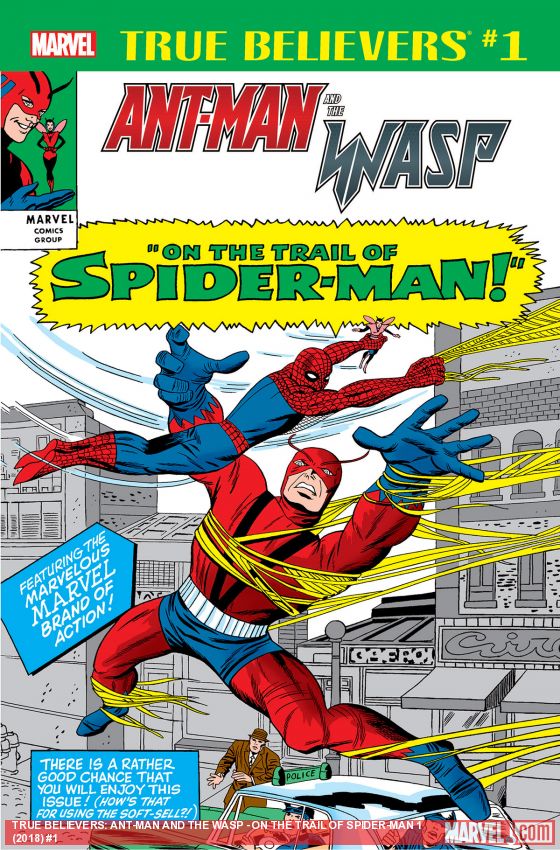 MARVEL
TRUE BELIEVERS® #1
ANT-MAN
AND
THE
WASP
MARVEL
COMICS
GROUP
"ON THE TRAIL OF
SPIDER-MAN!"
FEATURING THE
MARVELOUS
MARVEL
BRAND OF
ACTION!
POLICE
THERE IS A RATHER
GOOD CHANCE THAT
YOU WILL ENJOY THIS
ISSUE! (HOW'S THAT
FOR USING THE SOFT-SELL?!)
TRUE BELIEVERS: ANT-MAN AND THE WASP - ON THE TRAIL OF SPIDER-MAN 1
(2018) #1
MARVEL.com